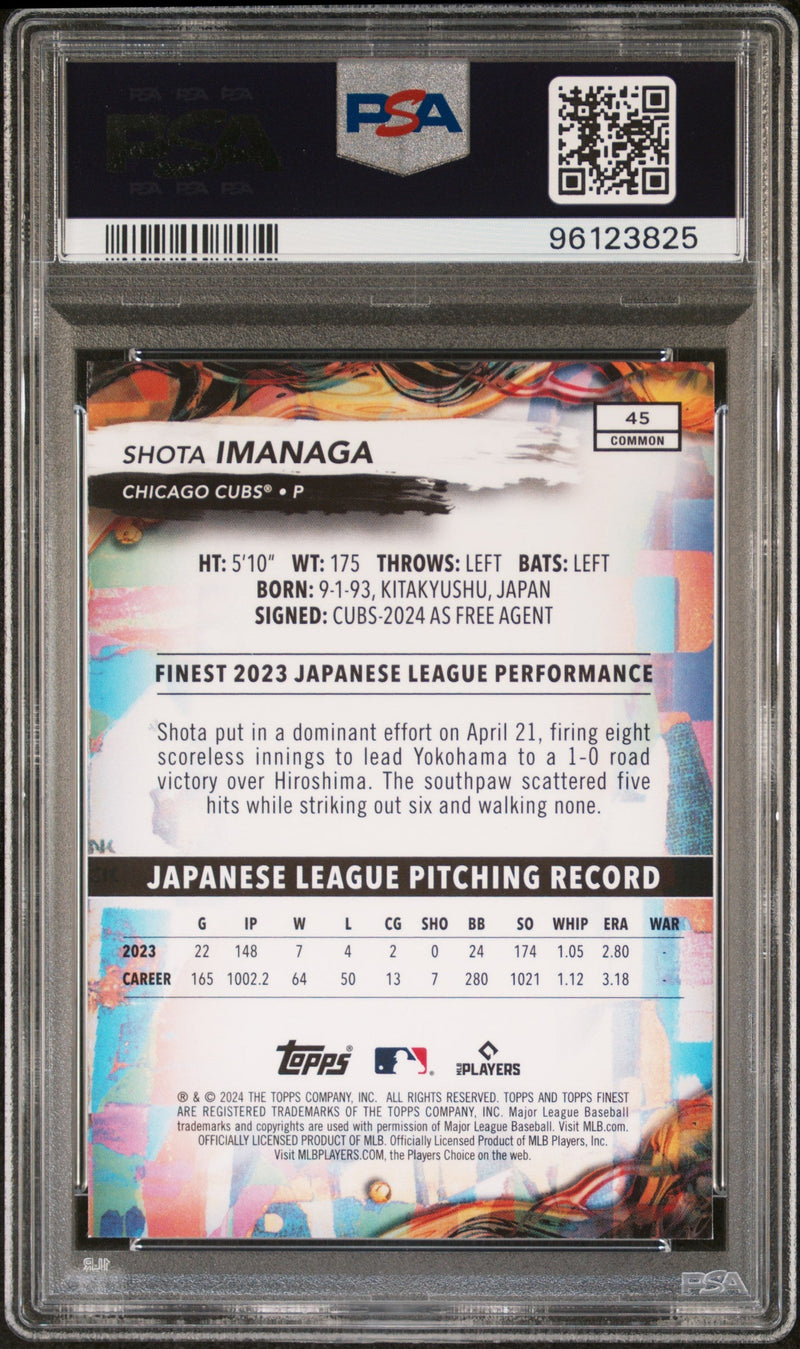 PSA PSA PSA
PSA
PSA PSA PSA
PSA
96123825
45
COMMON
SHOTA IMANAGA
CHICAGO CUBS® • P
HT: 5'10" WT: 175 THROWS: LEFT BATS: LEFT
BORN: 9-1-93, KITAKYUSHU, JAPAN
SIGNED: CUBS-2024 AS FREE AGENT
FINEST 2023 JAPANESE LEAGUE PERFORMANCE
Shota put in a dominant effort on April 21, firing eight
scoreless innings to lead Yokohama to a 1-0 road
victory over Hiroshima. The southpaw scattered five
hits while striking out six and walking none.
JAPANESE LEAGUE PITCHING RECORD
G IP W L CG SHO BB SO WHIP ERA WAR
2023 22 148 7 4 2 0 24 174 1.05 2.80 -
CAREER 165 1002.2 64 50 13 7 280 1021 1.12 3.18 -
Topps® ® MLB PLAYERS
® & © 2024 THE TOPPS COMPANY, INC. ALL RIGHTS RESERVED. TOPPS AND TOPPS FINEST
ARE REGISTERED TRADEMARKS OF THE TOPPS COMPANY, INC. Major League Baseball
trademarks and copyrights are used with permission of Major League Baseball. Visit MLB.com.
OFFICIALLY LICENSED PRODUCT OF MLB. Officially Licensed Product of MLB Players, Inc.
Visit MLBPLAYERS.COM, the Players Choice on the web.
PSA